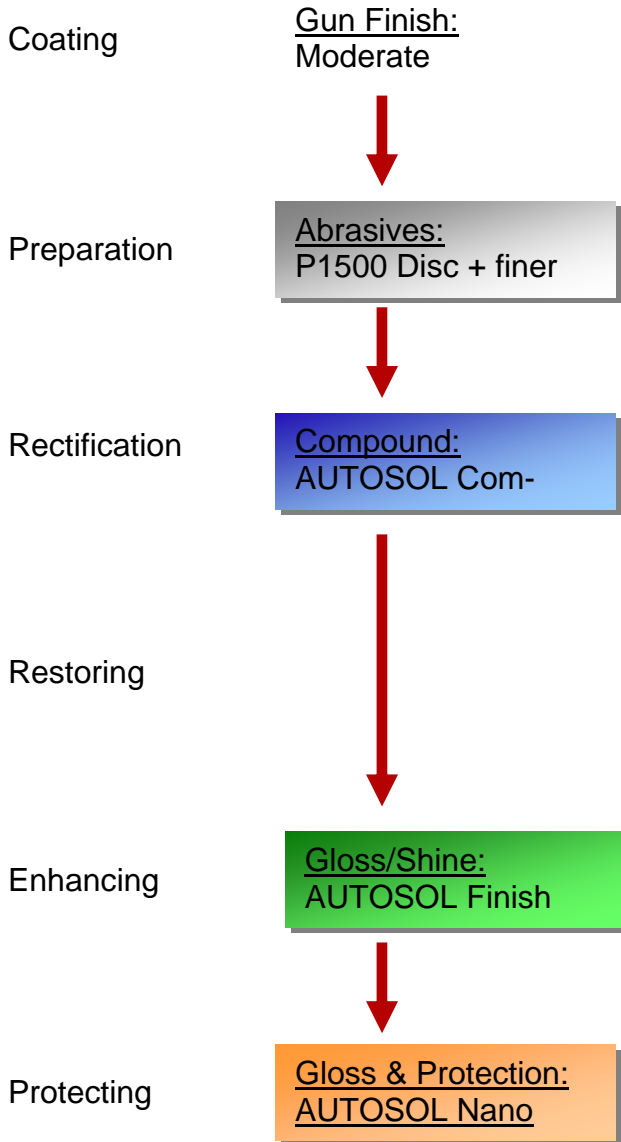 Coating
Gun Finish:
Moderate
Preparation
Abrasives:
P1500 Disc + finer
Rectification
Compound:
AUTOSOL Com-
Restoring
Enhancing
Gloss/Shine:
AUTOSOL Finish
Protecting
Gloss & Protection:
AUTOSOL Nano